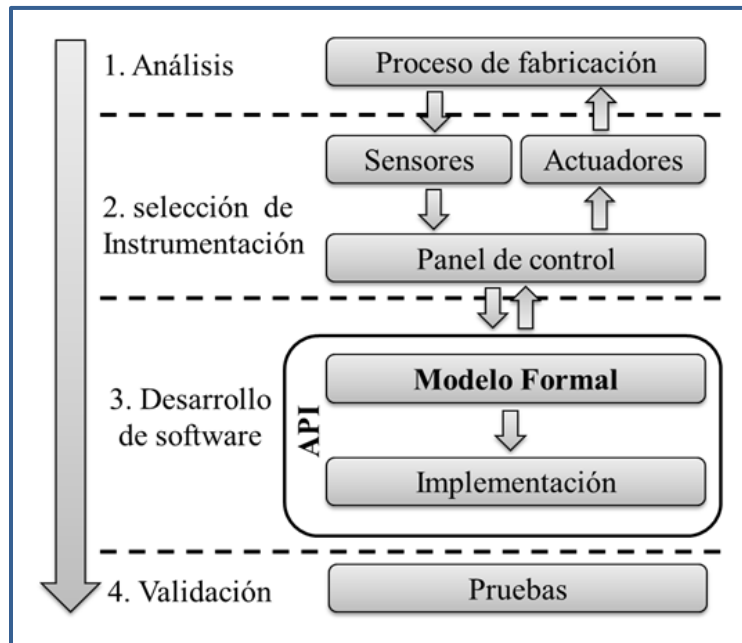 1. Análisis
Proceso de fabricación
Sensores
Actuadores
2. selección de
Instrumentación
Panel de control
3. Desarrollo
de software
API
Modelo Formal
Implementación
4. Validación
Pruebas